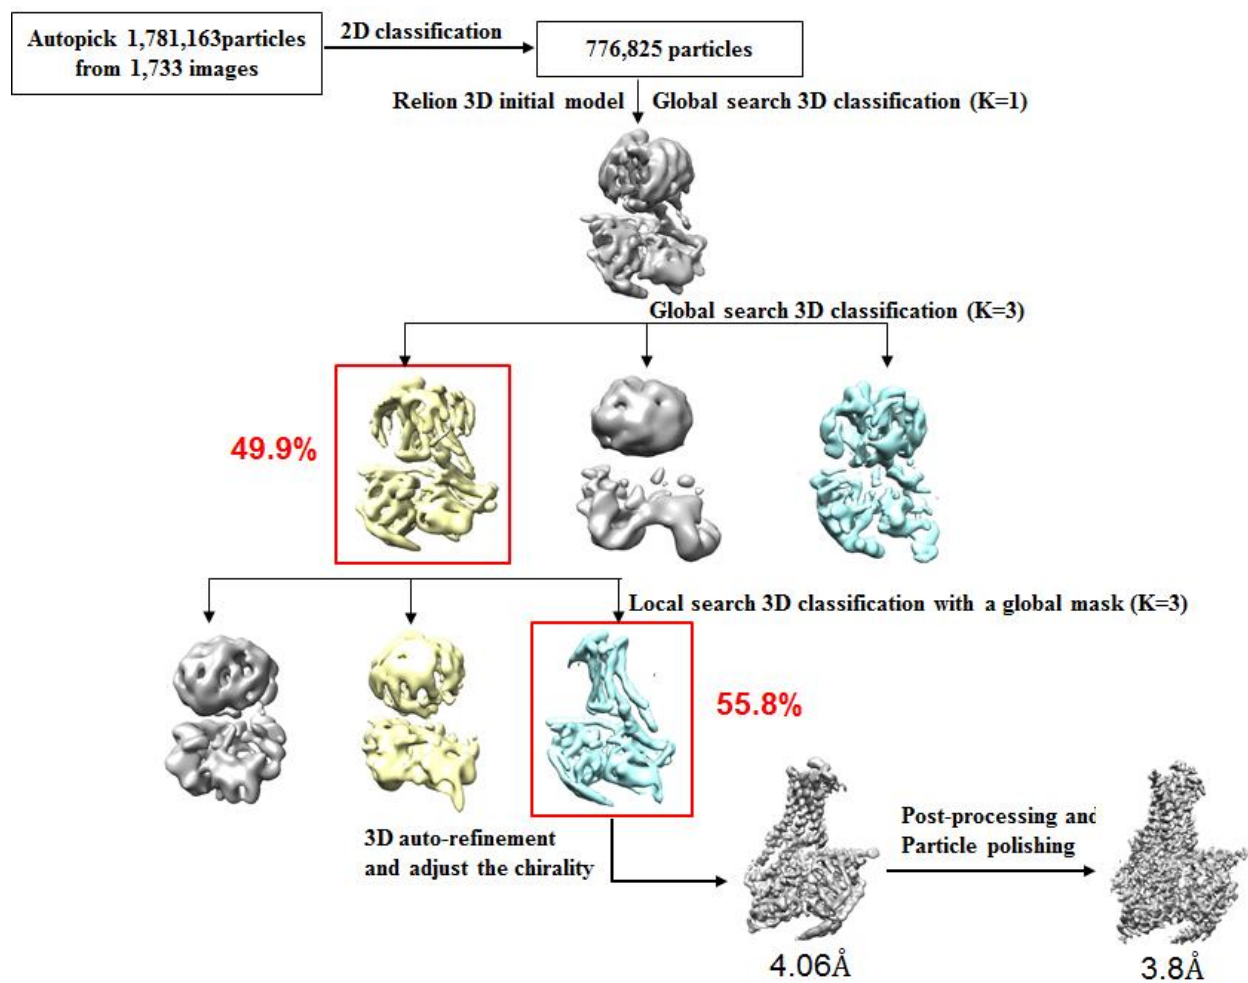 Autopick 1,781,163particles
from 1,733 images
2D classification
776,825 particles
Relion 3D initial model
Global search 3D classification (K=1)
Global search 3D classification (K=3)
49.9%
Local search 3D classification with a global mask (K=3)
55.8%
3D auto-refinement
and adjust the chirality
Post-processing and
Particle polishing
4.06Å
3.8Å